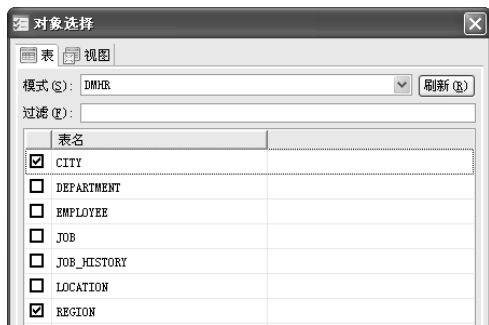 对象选择
表 视图
模式(S): DMHR 刷新(R)
过滤(F):
表名
CITY
DEPARTMENT
EMPLOYEE
JOB
JOB_HISTORY
LOCATION
REGION